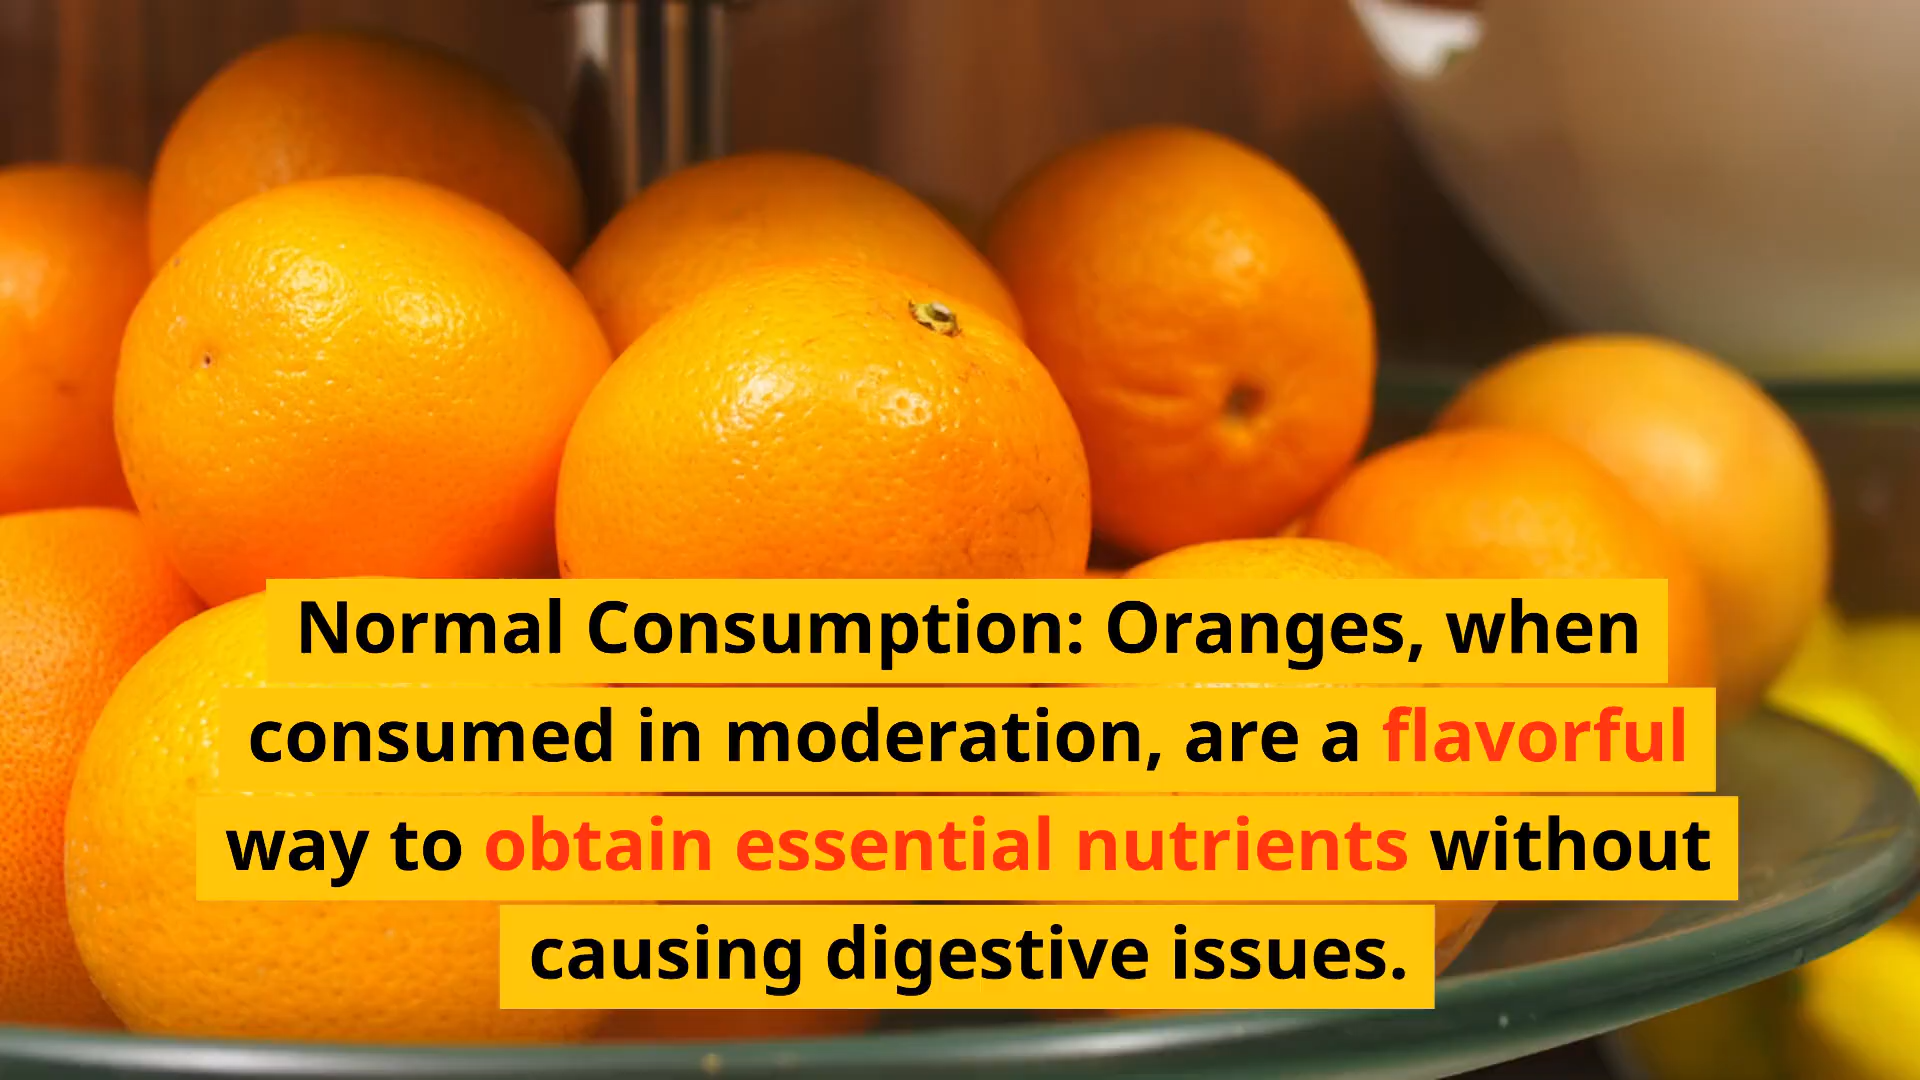 Normal Consumption: Oranges, when
consumed in moderation, are a flavorful
way to obtain essential nutrients without
causing digestive issues.